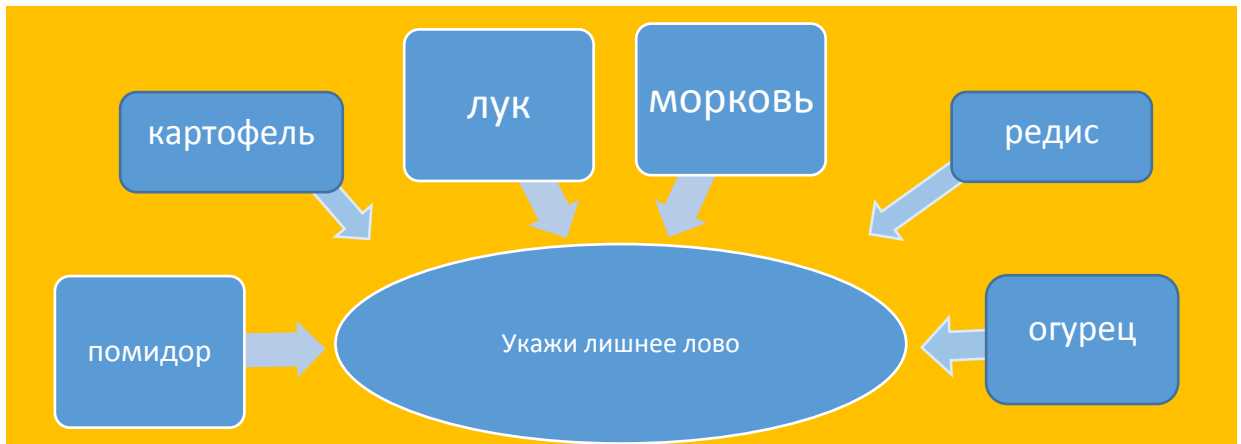 картофель
лук
морковь
редис
помидор
Укажи лишнее лово
огурец